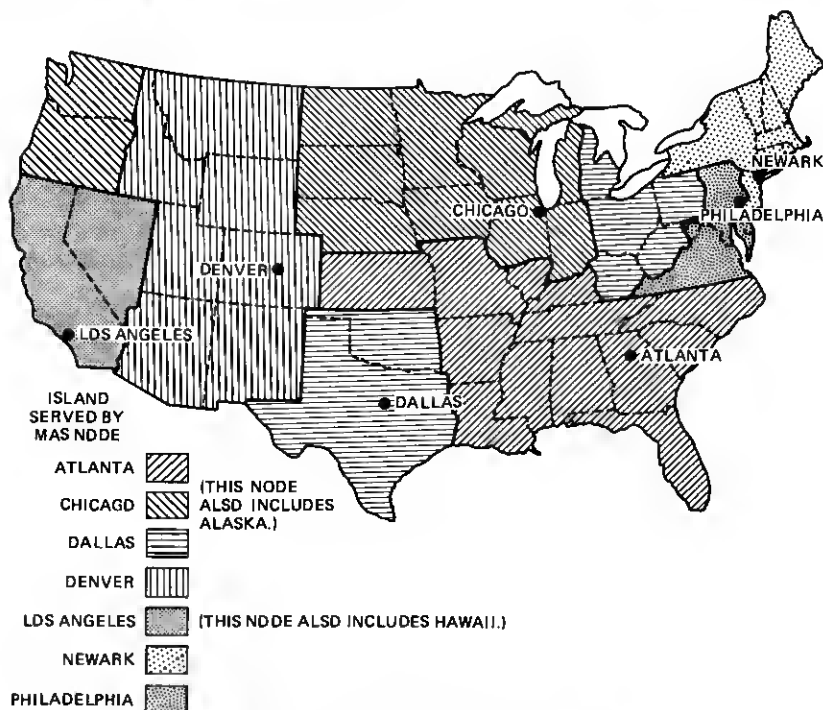 NEWARK
CHICAGO
PHILADELPHIA
DENVER
LDS ANGELES
ATLANTA
DALLAS
ISLAND
SERVED BY
MAS NDDE
ATLANTA
(THIS NODE
ALSD INCLUDES
ALASKA.)
CHICAGD
DALLAS
DENVER
LDS ANGELES (THIS NDDE ALSD INCLUDES HAWAII.)
NEWARK
PHILADELPHIA